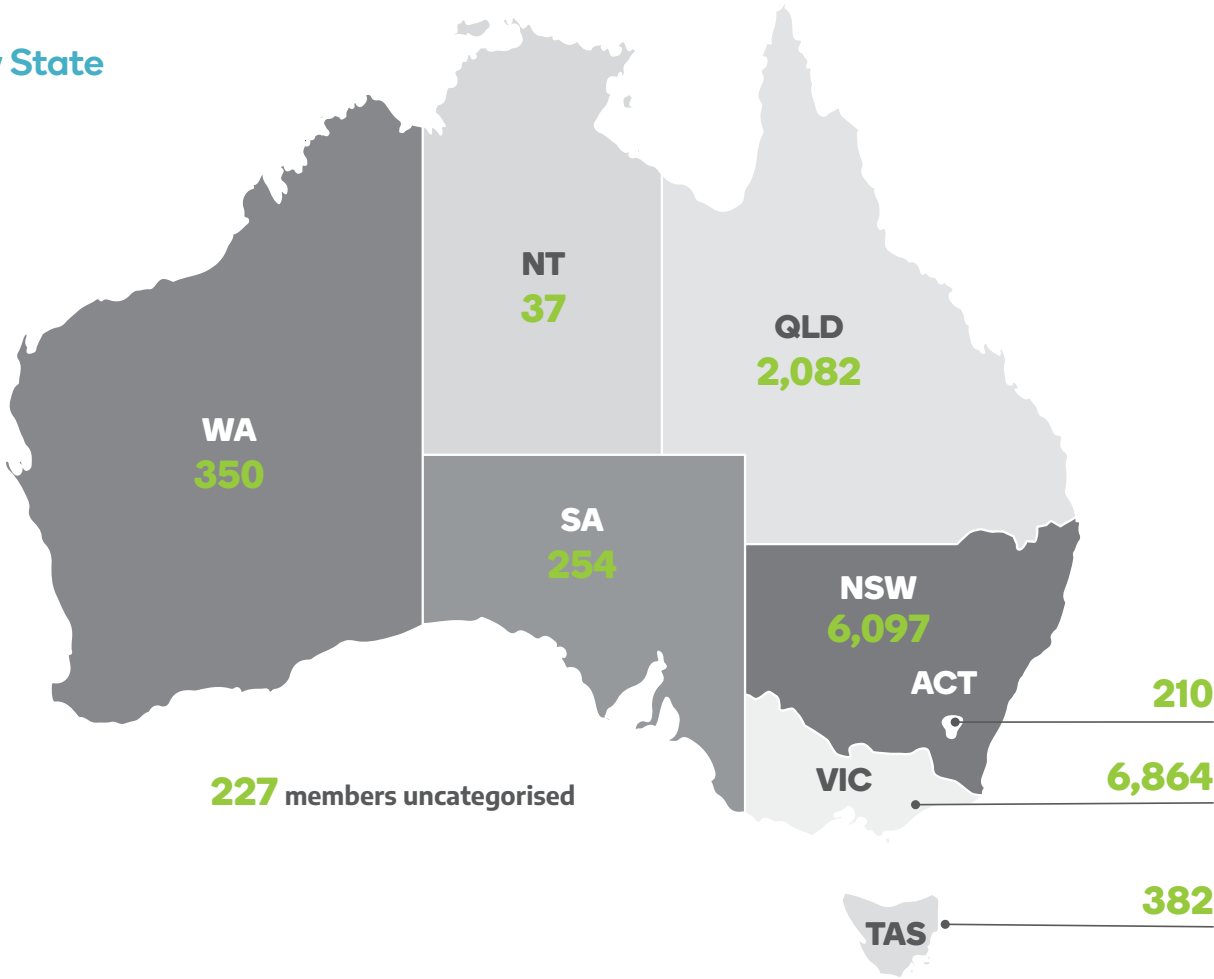 State
NT
37
QLD
2,082
WA
350
SA
254
NSW
6,097
ACT
210
VIC
6,864
227 members uncategorised
TAS
382